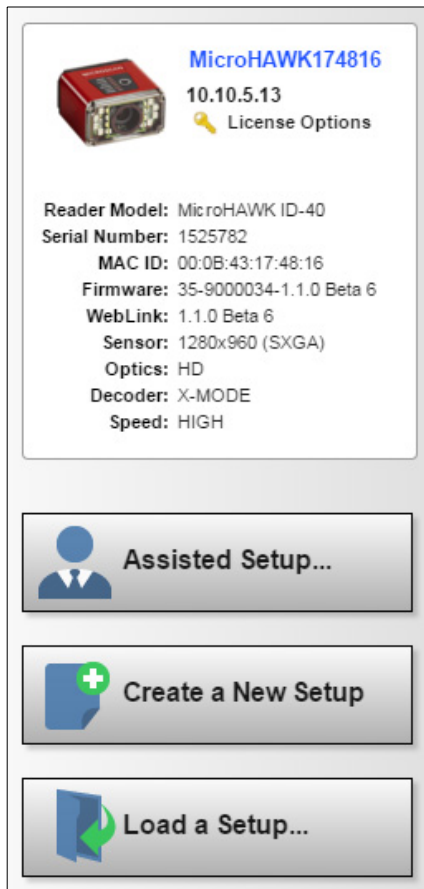 MicroHAWK174816
10.10.5.13
License Options
Reader Model: MicroHAWK ID-40
Serial Number: 1525782
MAC ID: 00:0B:43:17:48:16
Firmware: 35-9000034-1.1.0 Beta 6
WebLink: 1.1.0 Beta 6
Sensor: 1280x960 (SXGA)
Optics: HD
Decoder: X-MODE
Speed: HIGH
Assisted Setup...
Create a New Setup
Load a Setup...